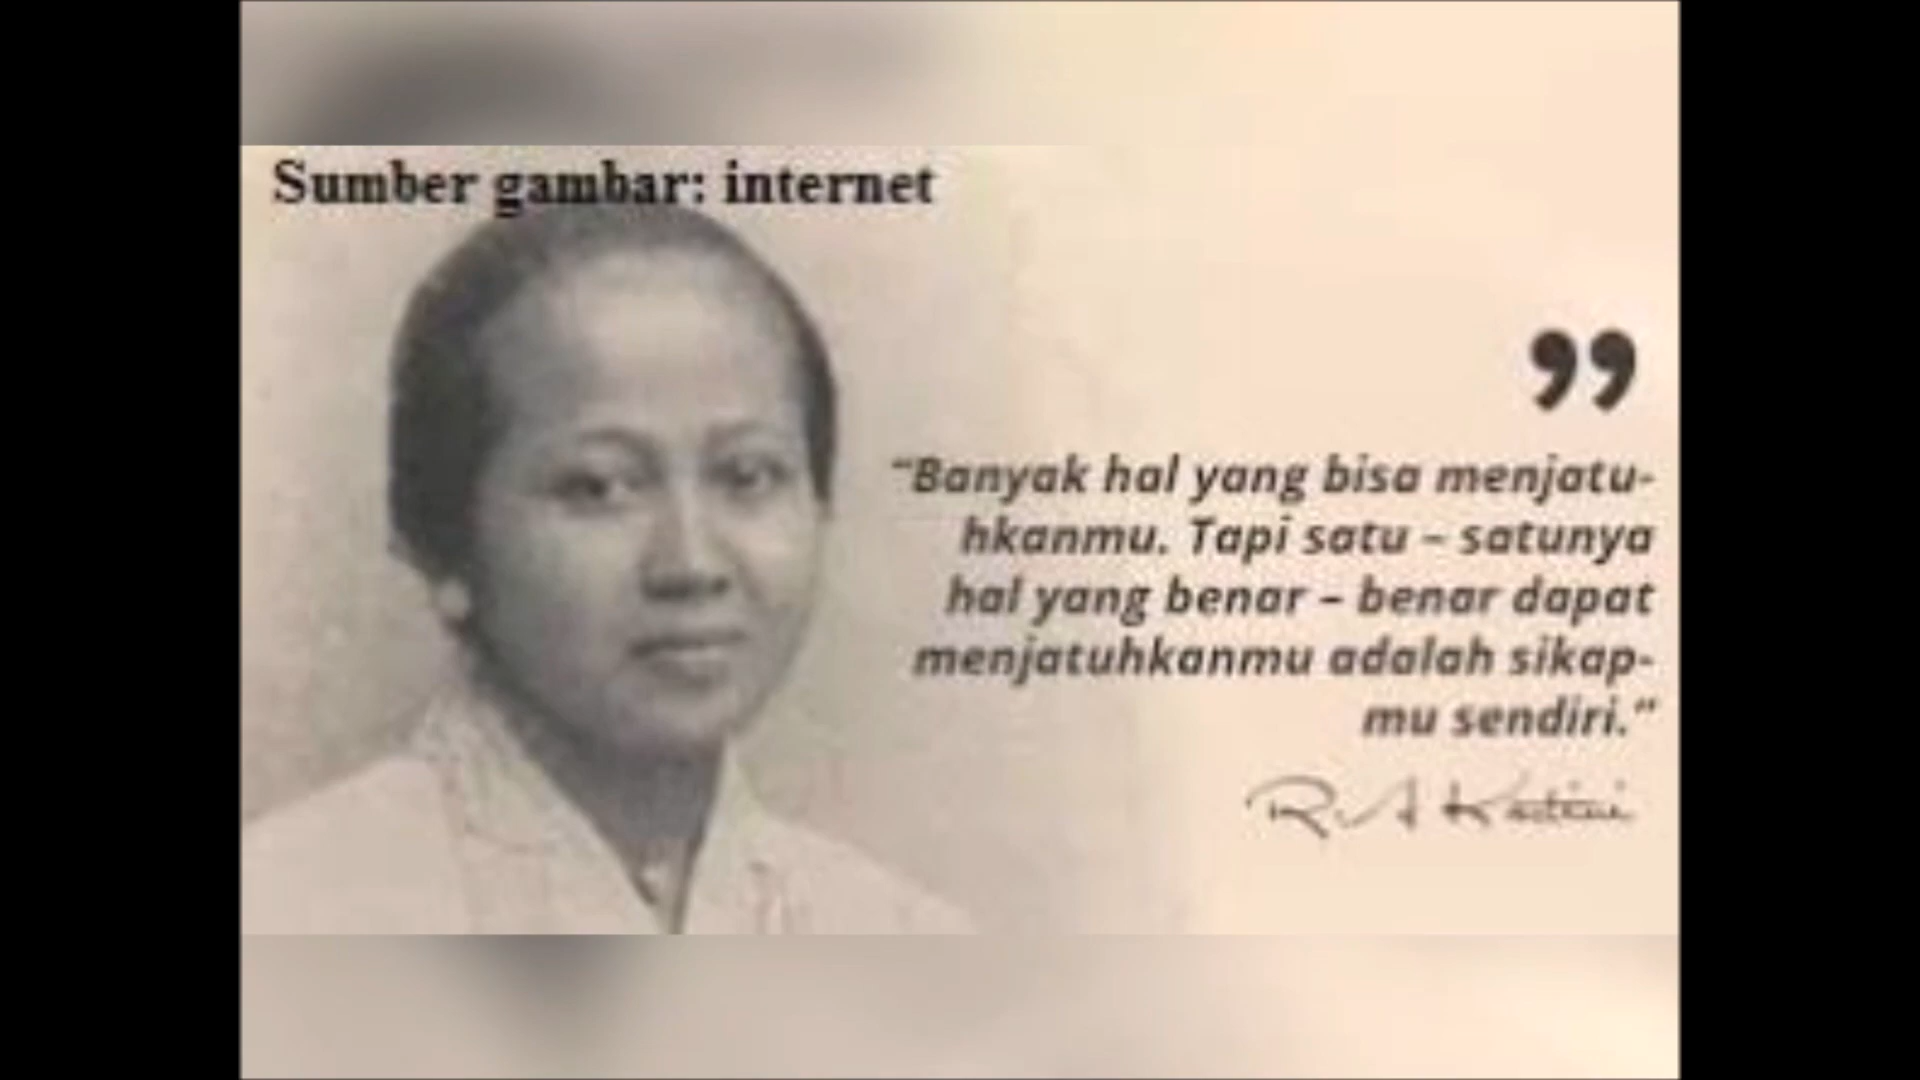 Sumber gambar: internet
”
“Banyak hal yang bisa menjatu-
hkanmu. Tapi satu – satunya
hal yang benar – benar dapat
menjatuhkanmu adalah sikap-
mu sendiri.”
R.A Kartini